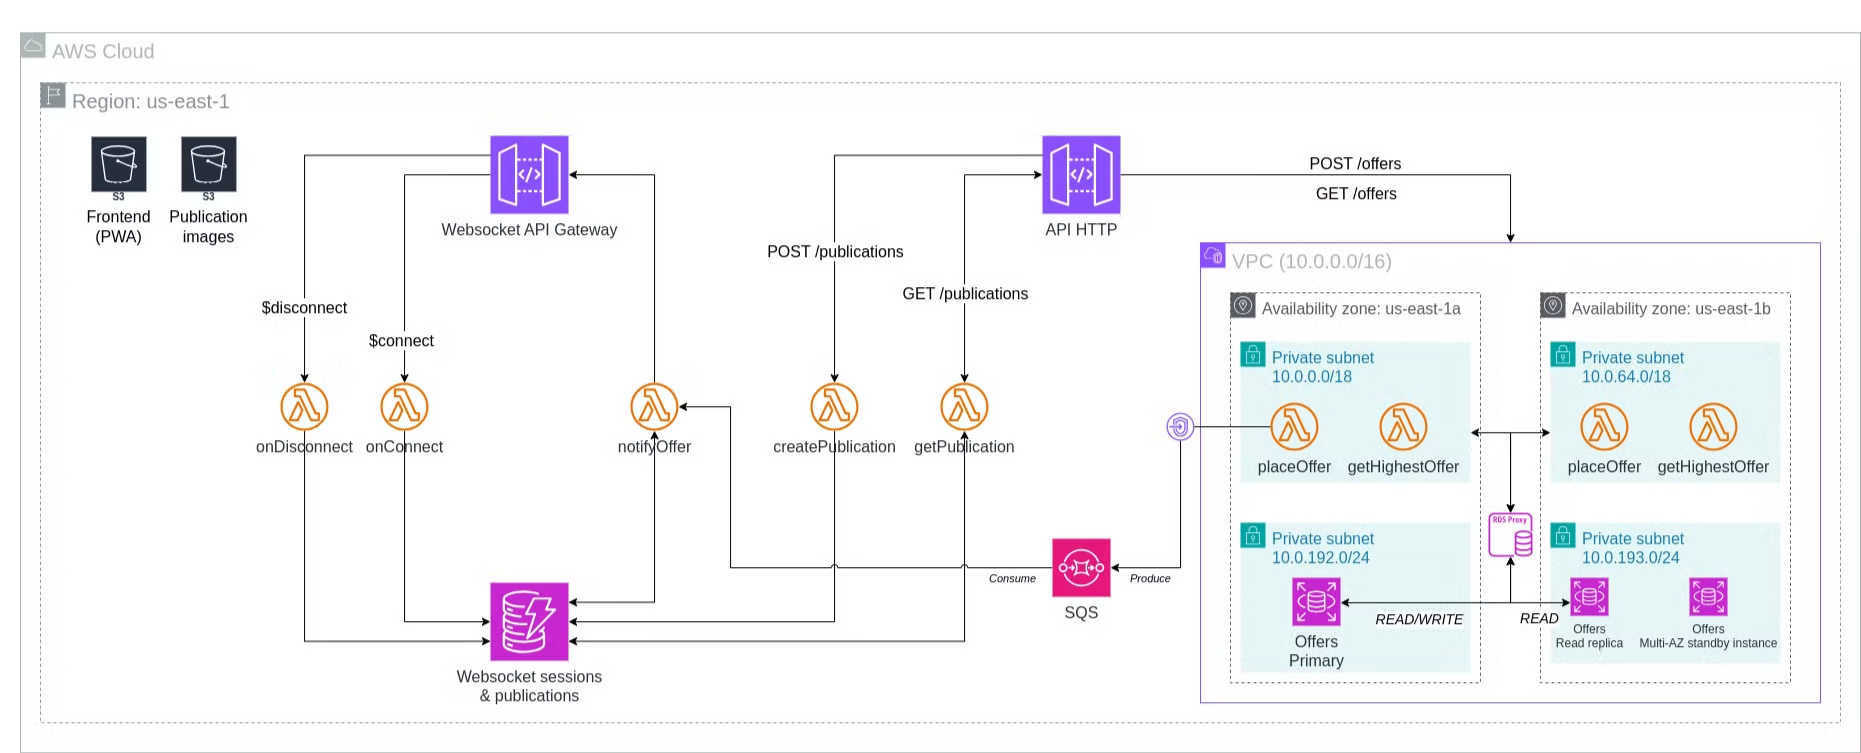 AWS Cloud
Region: us-east-1
S3
Frontend
(PWA)
S3
Publication
images
Websocket API Gateway
$disconnect
$connect
onDisconnect
onConnect
notifyOffer
Websocket sessions
& publications
API HTTP
POST /publications
GET /publications
createPublication
getPublication
POST /offers
GET /offers
Consume
Produce
SQS
VPC (10.0.0.0/16)
Availability zone: us-east-1a
Private subnet
10.0.0.0/18
placeOffer
getHighestOffer
Private subnet
10.0.192.0/24
Offers
Primary
READ/WRITE
RDS Proxy
READ
Availability zone: us-east-1b
Private subnet
10.0.64.0/18
placeOffer
getHighestOffer
Private subnet
10.0.193.0/24
Offers
Read replica
Offers
Multi-AZ standby instance